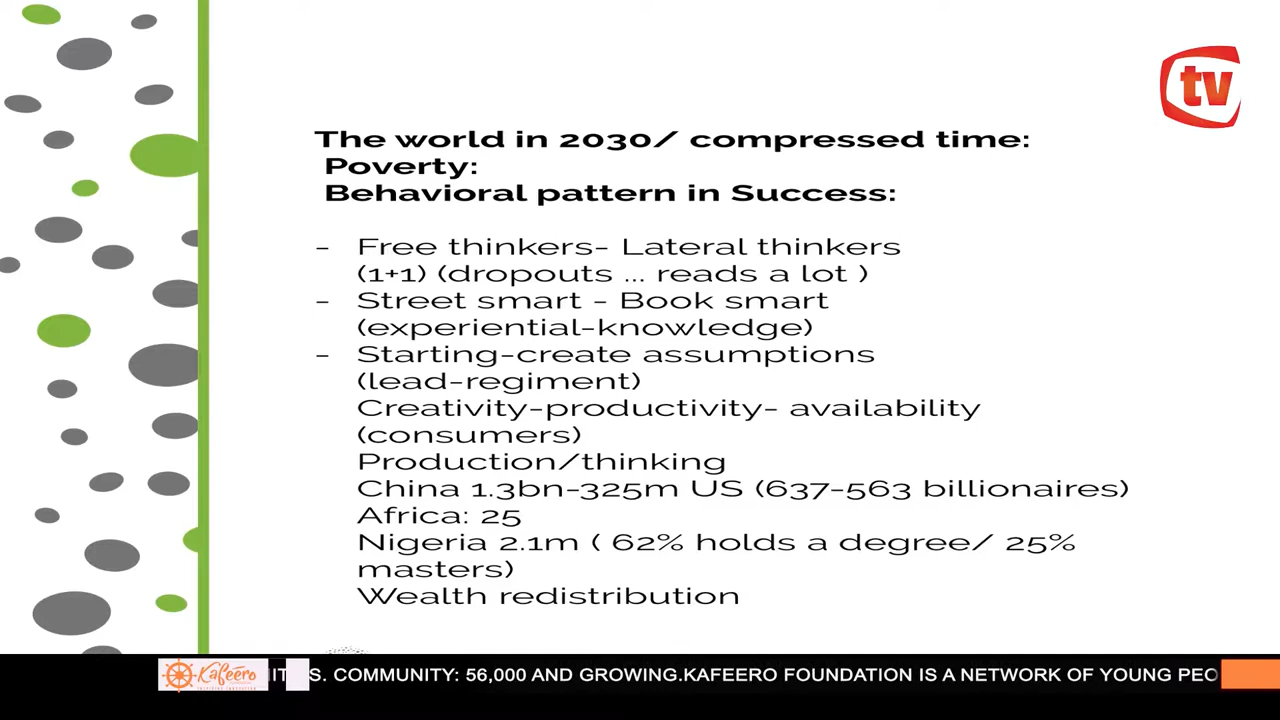 tv
The world in 2030/ compressed time:
Poverty:
Behavioral pattern in Success:
- Free thinkers- Lateral thinkers
(1+1) (dropouts ... reads a lot )
- Street smart - Book smart
(experiential-knowledge)
- Starting-create assumptions
(lead-regiment)
Creativity-productivity- availability
(consumers)
Production/thinking
China 1.3bn-325m US (637-563 billionaires)
Africa: 25
Nigeria 2.1m ( 62% holds a degree/ 25%
masters)
Wealth redistribution
Kafeero
S. COMMUNITY: 56,000 AND GROWING.KAFEERO FOUNDATION IS A NETWORK OF YOUNG PEO